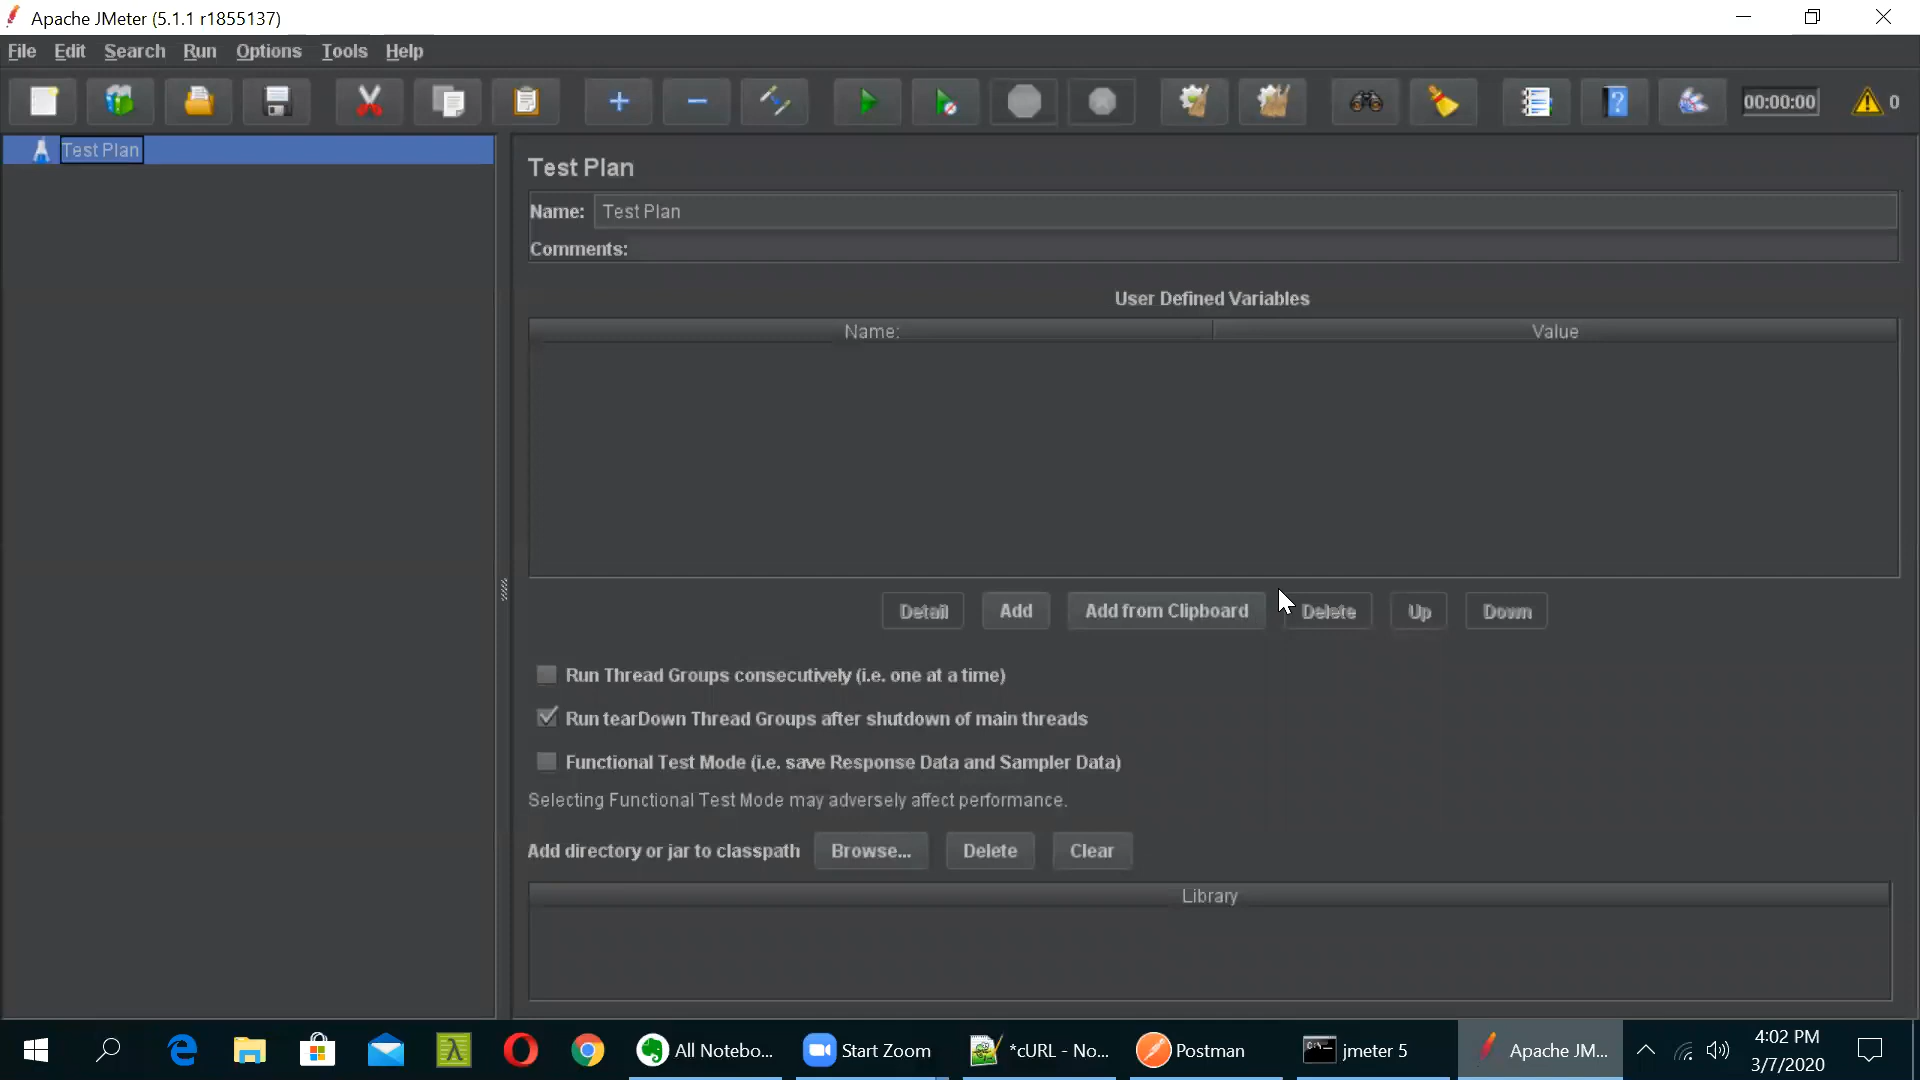 Apache JMeter (5.1.1 r1855137)
File Edit Search Run Options Tools Help
00:00:00 0
Test Plan
Test Plan
Name: Test Plan
Comments:
User Defined Variables
Name: Value
Detail Add Add from Clipboard Delete Up Down
Run Thread Groups consecutively (i.e. one at a time)
Run tearDown Thread Groups after shutdown of main threads
Functional Test Mode (i.e. save Response Data and Sampler Data)
Selecting Functional Test Mode may adversely affect performance.
Add directory or jar to classpath Browse... Delete Clear
Library
All Notebo... Start Zoom *cURL - No... Postman jmeter 5 Apache JM... 4:02 PM
3/7/2020